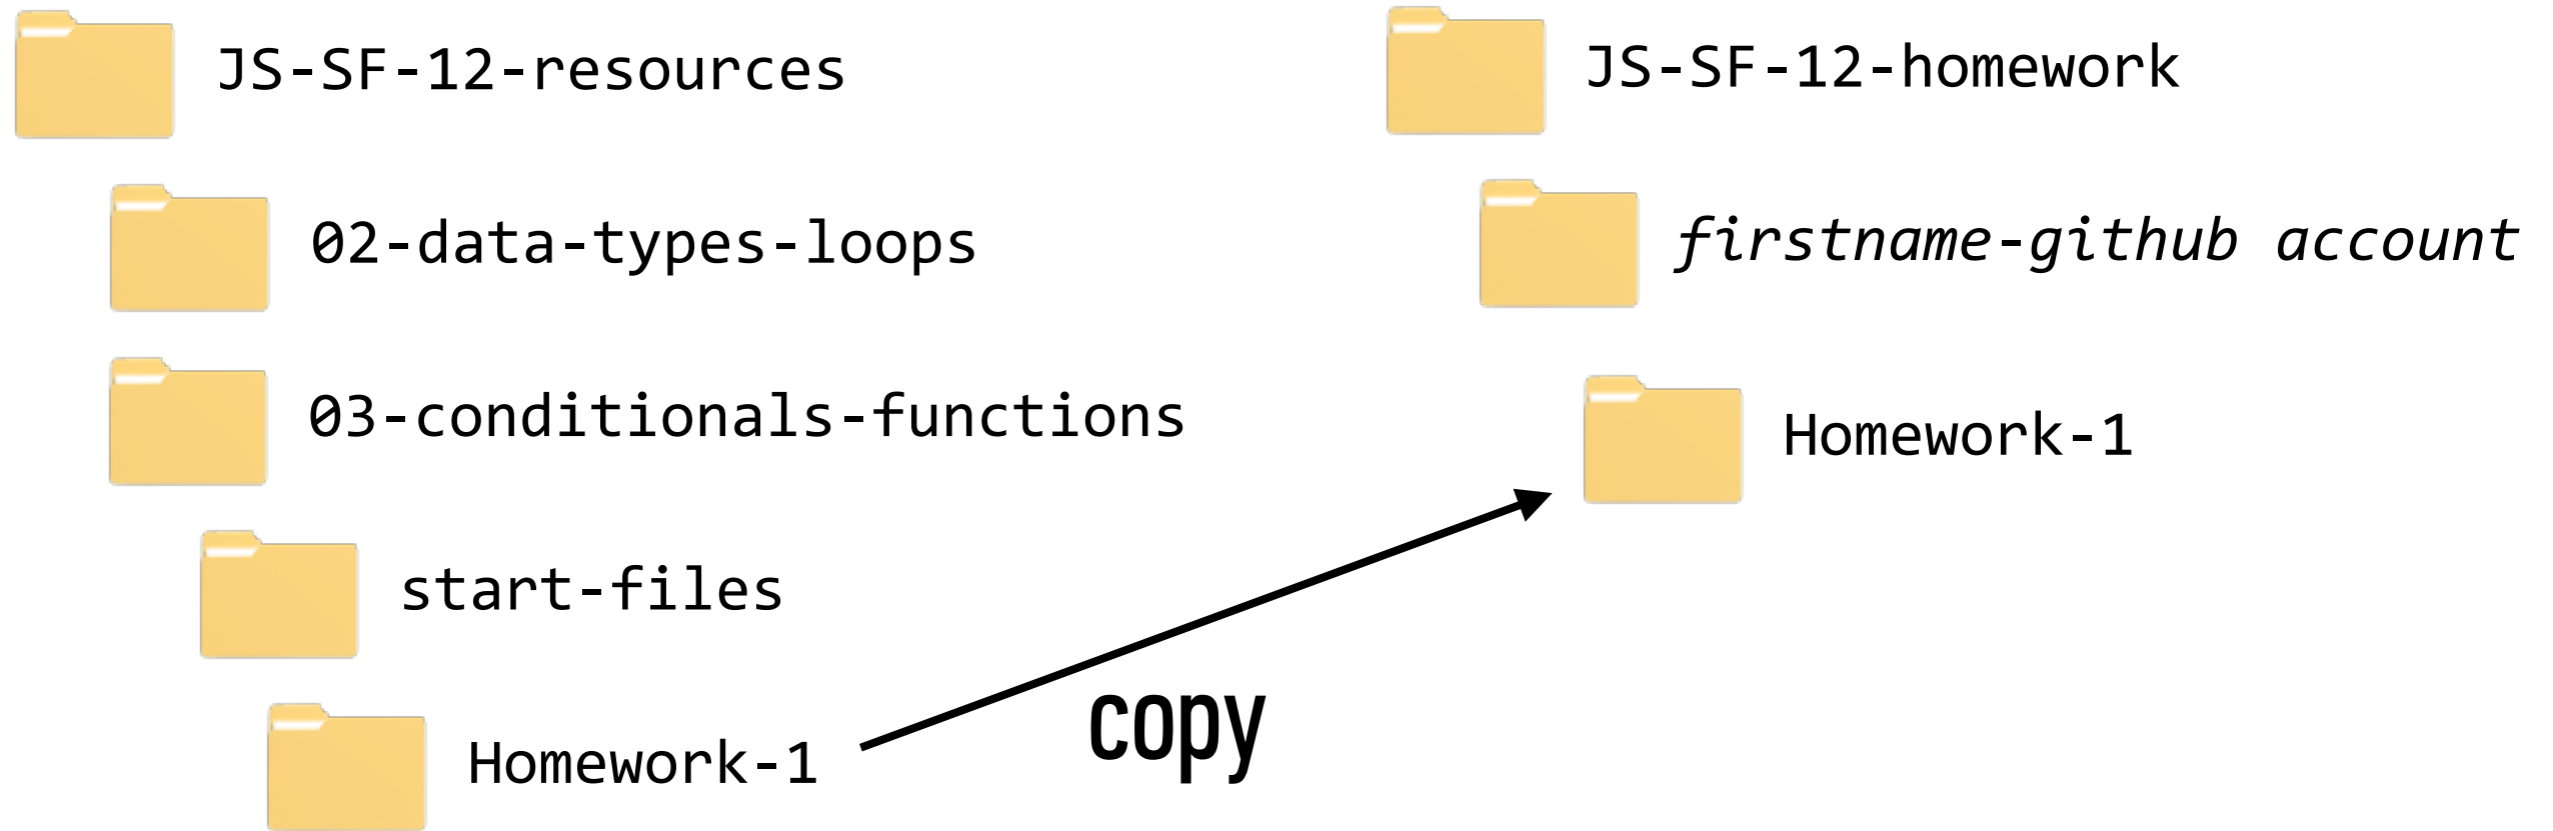 JS-SF-12-resources
02-data-types-loops
03-conditionals-functions
start-files
Homework-1
copy
JS-SF-12-homework
firstname-github account
Homework-1